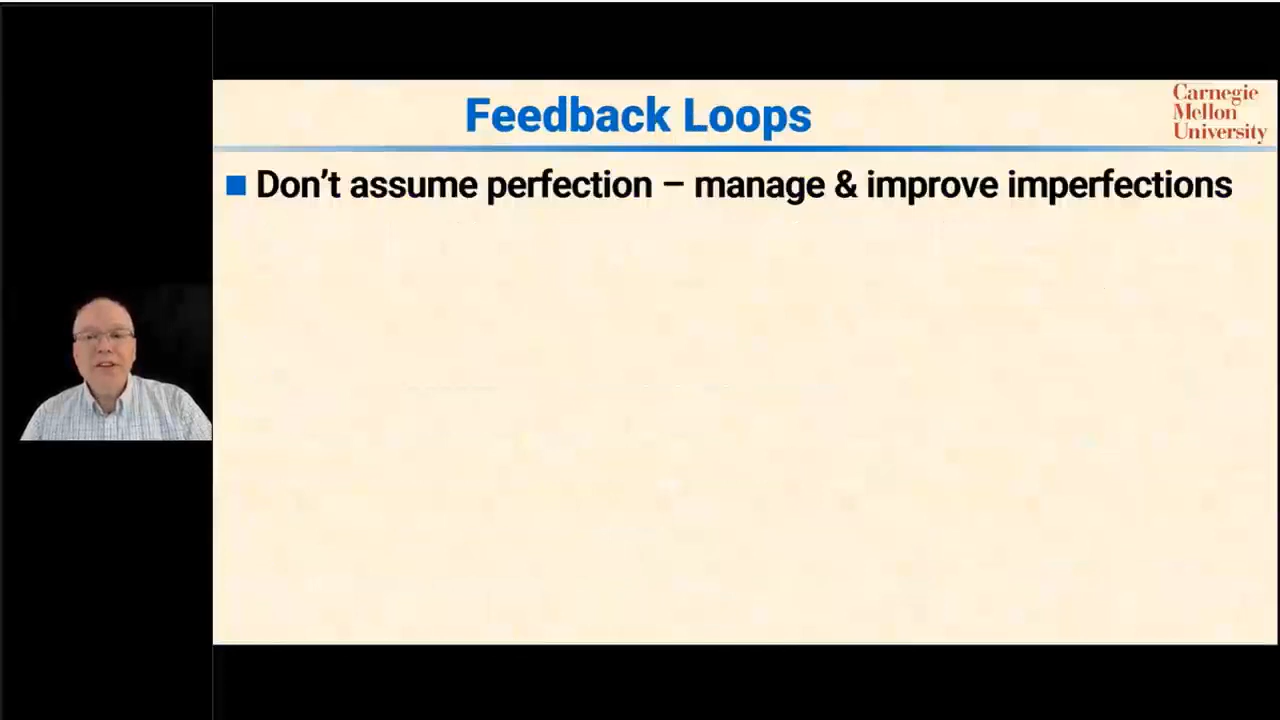 Feedback Loops
Carnegie
Mellon
University
Don’t assume perfection – manage & improve imperfections